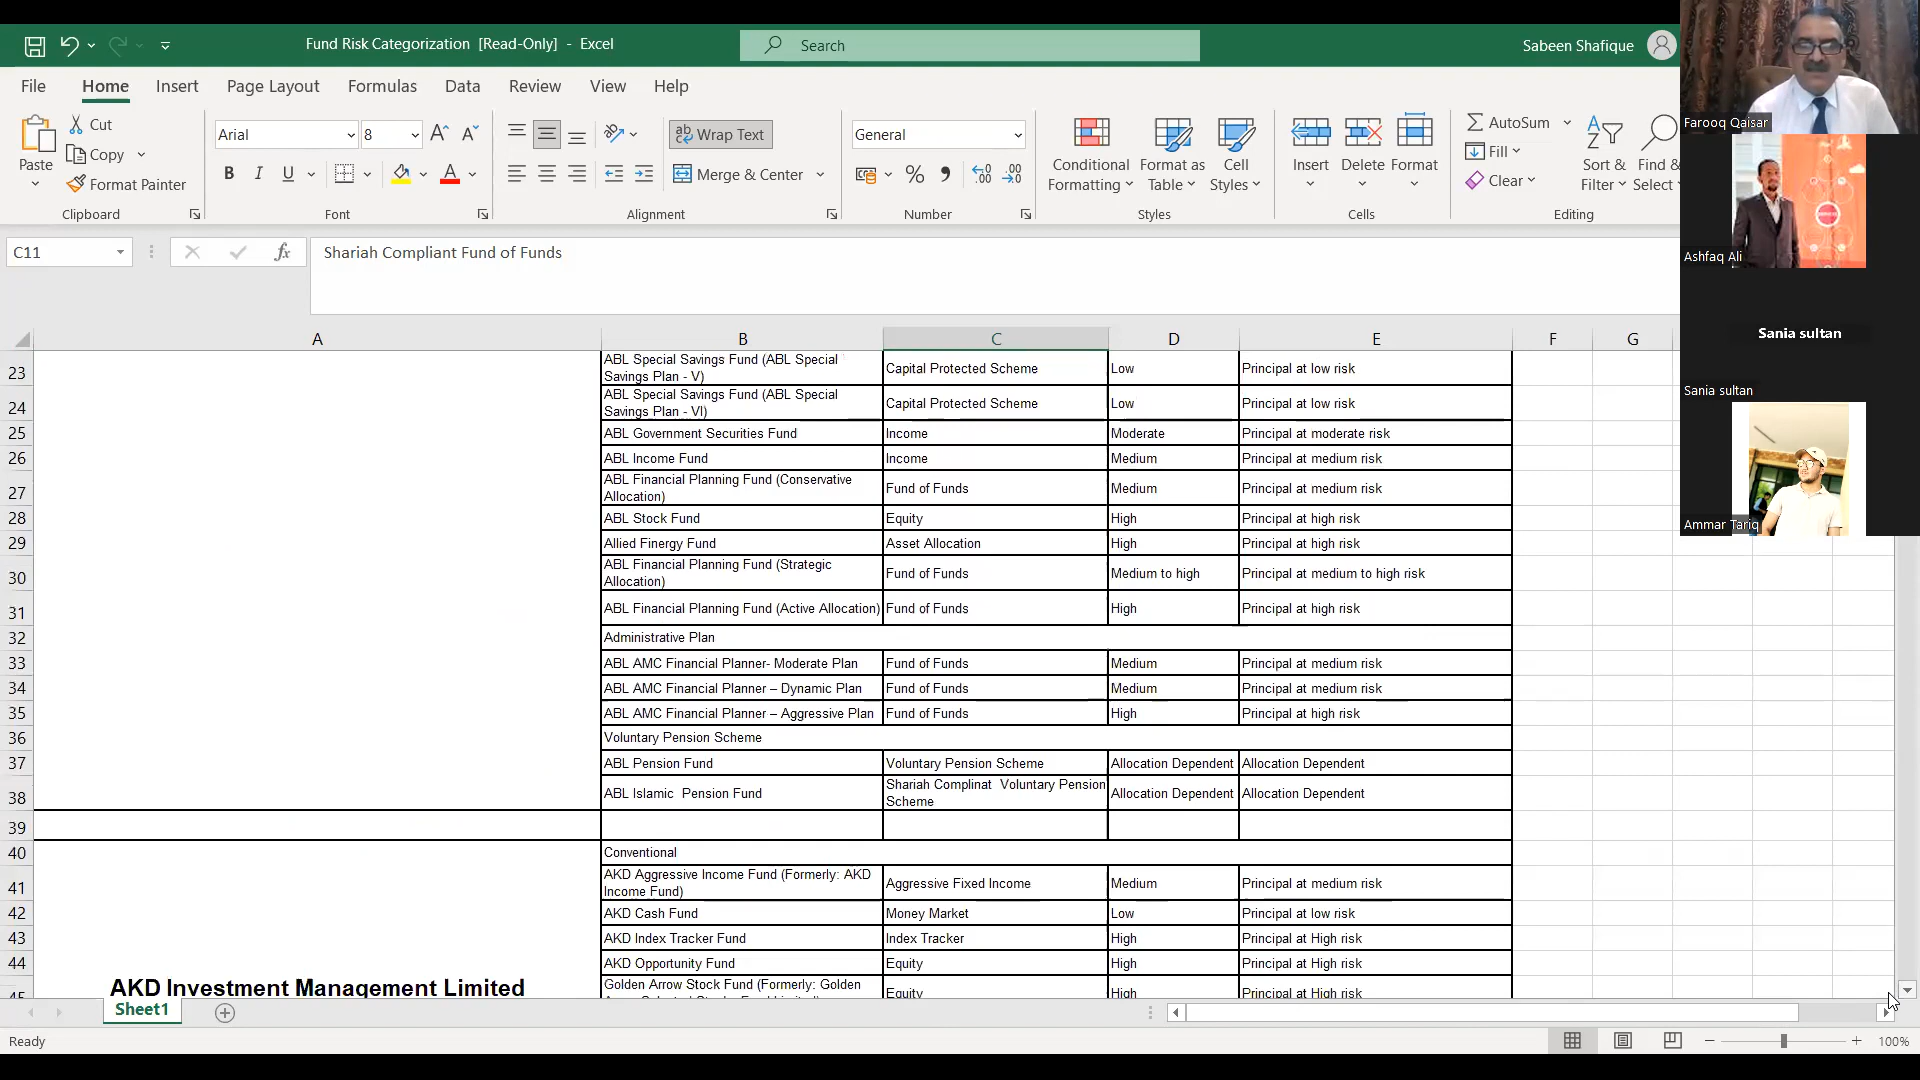 Fund Risk Categorization [Read-Only] - Excel
Search
Sabeen Shafique
File Home Insert Page Layout Formulas Data Review View Help
Paste
Cut
Copy
Format Painter
Clipboard
Arial 8
B I U
Font
ab Wrap Text
Merge & Center
Alignment
General
% , .00
Number
Conditional Formatting
Format as Table
Cell Styles
Styles
Insert Delete Format
Cells
AutoSum
Fill
Clear
Sort & Filter
Find & Select
Editing
C11 fx Shariah Compliant Fund of Funds
A B C D E F G
23 ABL Special Savings Fund (ABL Special Savings Plan - V) Capital Protected Scheme Low Principal at low risk
24 ABL Special Savings Fund (ABL Special Savings Plan - VI) Capital Protected Scheme Low Principal at low risk
25 ABL Government Securities Fund Income Moderate Principal at moderate risk
26 ABL Income Fund Income Medium Principal at medium risk
27 ABL Financial Planning Fund (Conservative Allocation) Fund of Funds Medium Principal at medium risk
28 ABL Stock Fund Equity High Principal at high risk
29 Allied Finergy Fund Asset Allocation High Principal at high risk
30 ABL Financial Planning Fund (Strategic Allocation) Fund of Funds Medium to high Principal at medium to high risk
31 ABL Financial Planning Fund (Active Allocation) Fund of Funds High Principal at high risk
32 Administrative Plan
33 ABL AMC Financial Planner- Moderate Plan Fund of Funds Medium Principal at medium risk
34 ABL AMC Financial Planner – Dynamic Plan Fund of Funds Medium Principal at medium risk
35 ABL AMC Financial Planner – Aggressive Plan Fund of Funds High Principal at high risk
36 Voluntary Pension Scheme
37 ABL Pension Fund Voluntary Pension Scheme Allocation Dependent Allocation Dependent
38 ABL Islamic Pension Fund Shariah Complinat Voluntary Pension Scheme Allocation Dependent Allocation Dependent
39
40 Conventional
41 AKD Aggressive Income Fund (Formerly: AKD Income Fund) Aggressive Fixed Income Medium Principal at medium risk
42 AKD Cash Fund Money Market Low Principal at low risk
43 AKD Index Tracker Fund Index Tracker High Principal at High risk
44 AKD Opportunity Fund Equity High Principal at High risk
45 AKD Investment Management Limited Golden Arrow Stock Fund (Formerly: Golden Equity High Principal at High risk
Sheet1
Ready
100%
Farooq Qaisar
Ashfaq Ali
Sania sultan
Sania sultan
Ammar Tariq